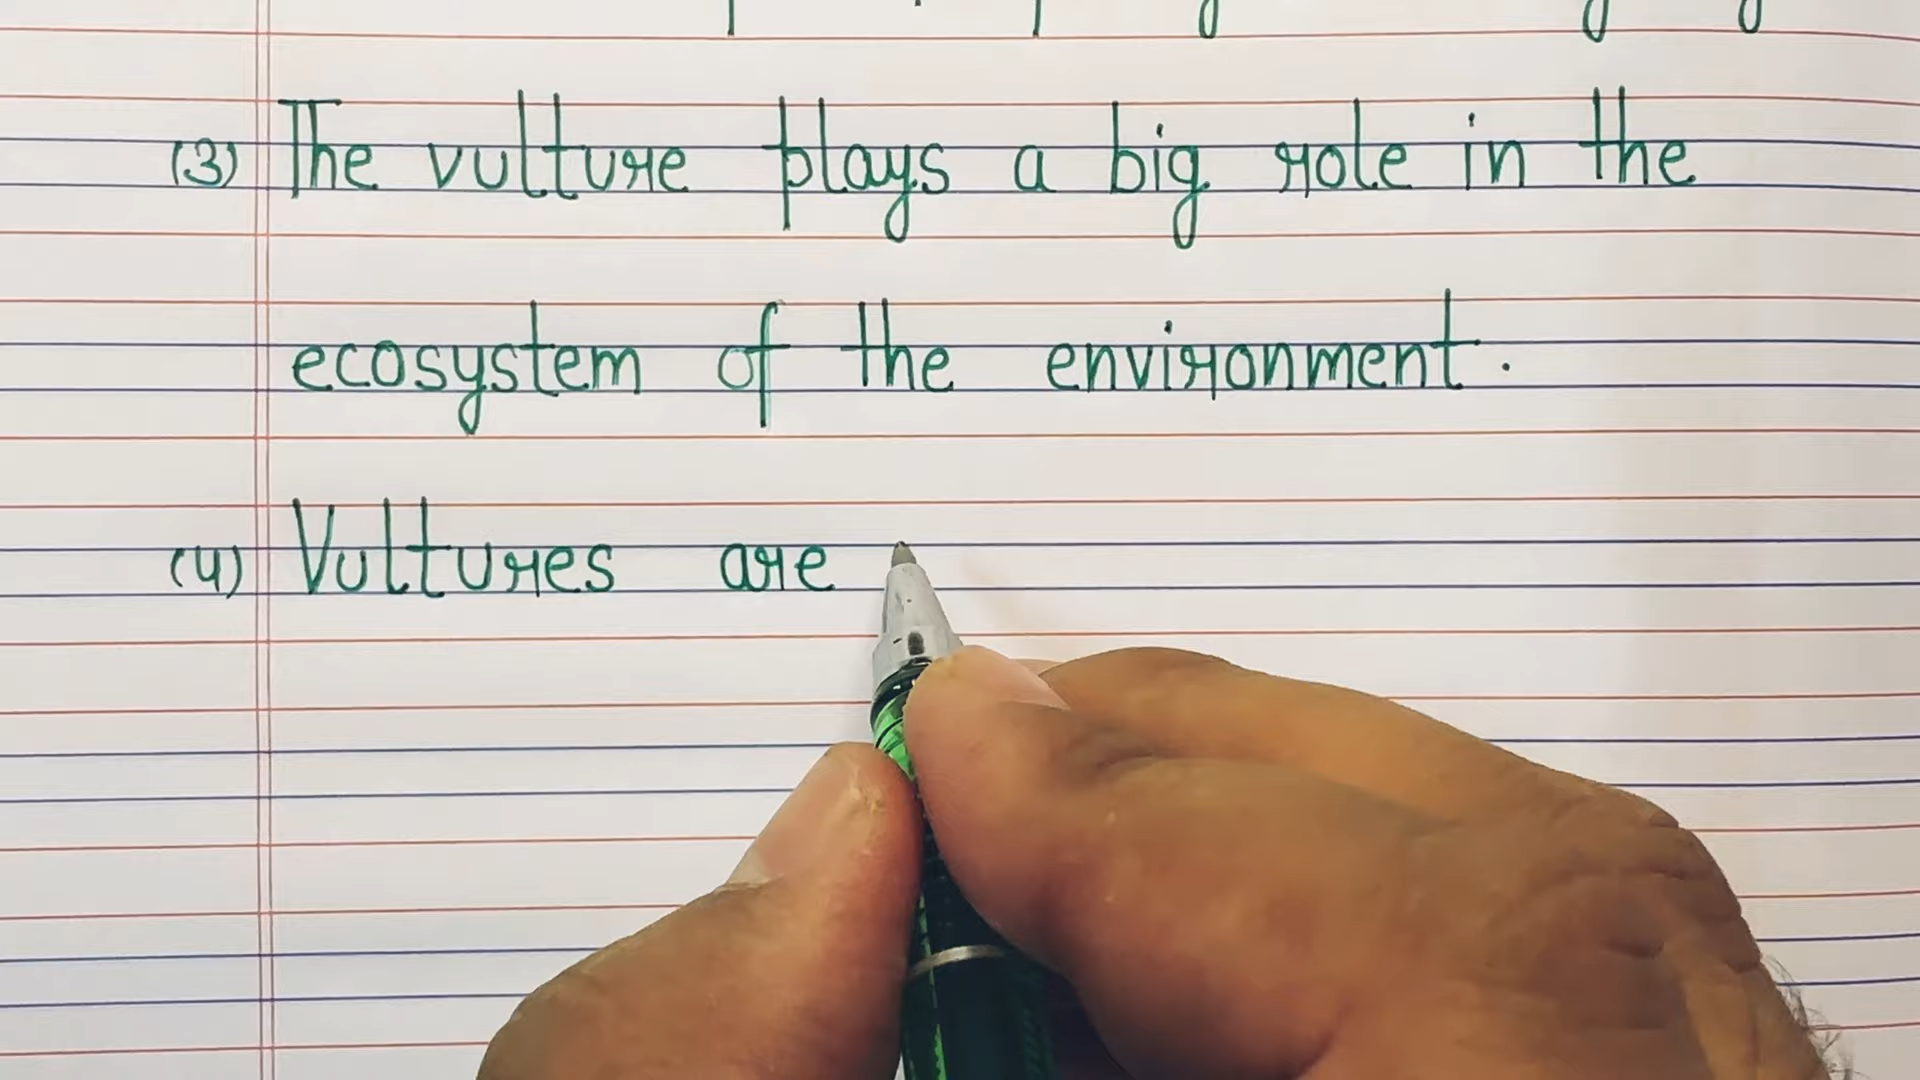 (3) The vulture plays a big role in the
ecosystem of the environment.
(4) Vultures are